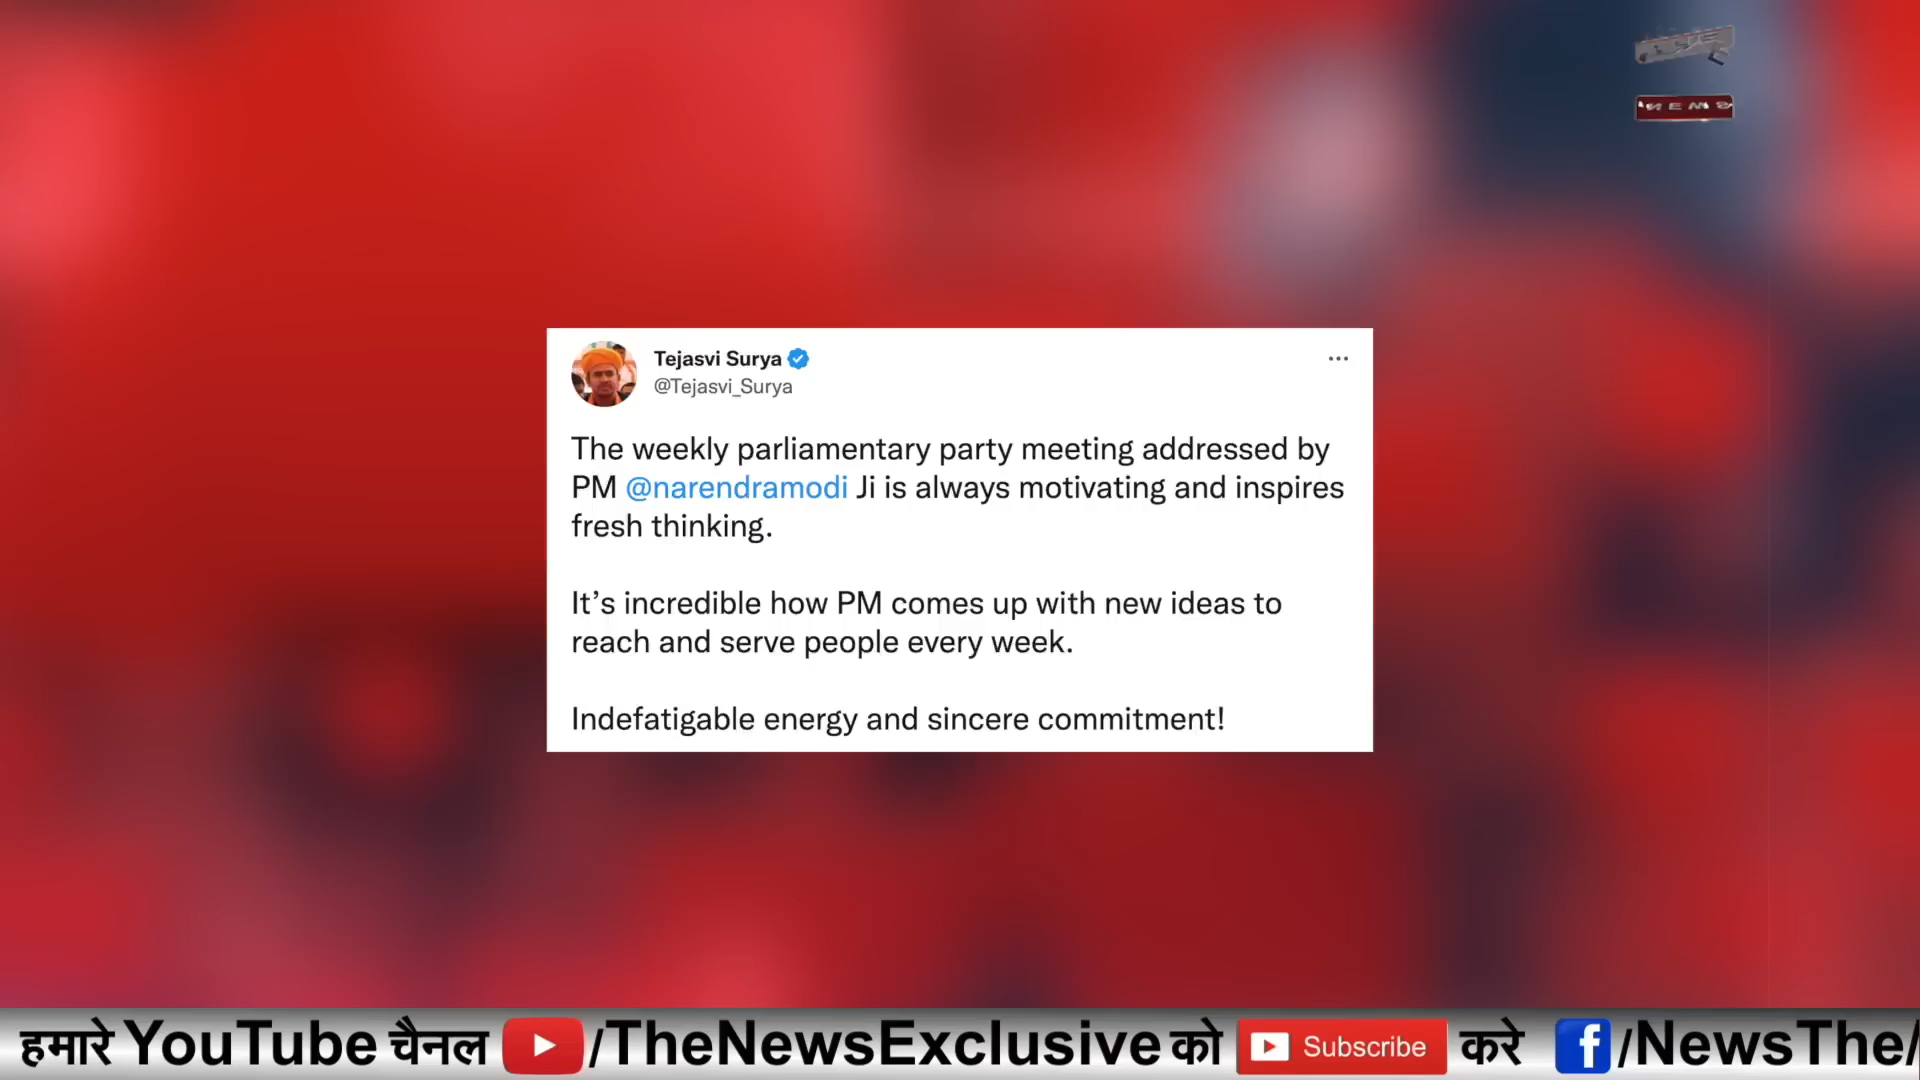 Tejasvi Surya
@Tejasvi_Surya
The weekly parliamentary party meeting addressed by
PM @narendramodi Ji is always motivating and inspires
fresh thinking.
It’s incredible how PM comes up with new ideas to
reach and serve people every week.
Indefatigable energy and sincere commitment!
हमारे YouTube चैनल /TheNewsExclusive को Subscribe करे /NewsThe/